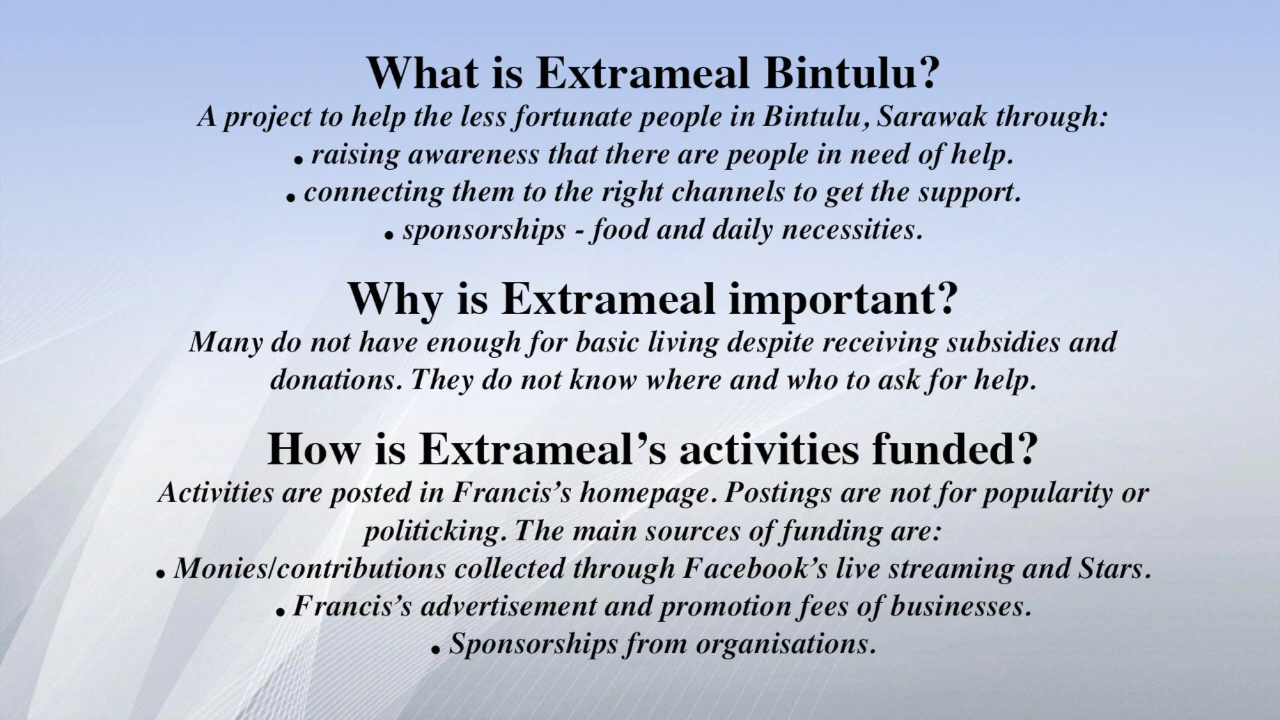 What is Extrameal Bintulu?
A project to help the less fortunate people in Bintulu, Sarawak through:
• raising awareness that there are people in need of help.
• connecting them to the right channels to get the support.
• sponsorships - food and daily necessities.
Why is Extrameal important?
Many do not have enough for basic living despite receiving subsidies and
donations. They do not know where and who to ask for help.
How is Extrameal’s activities funded?
Activities are posted in Francis’s homepage. Postings are not for popularity or
politicking. The main sources of funding are:
• Monies/contributions collected through Facebook’s live streaming and Stars.
• Francis’s advertisement and promotion fees of businesses.
• Sponsorships from organisations.